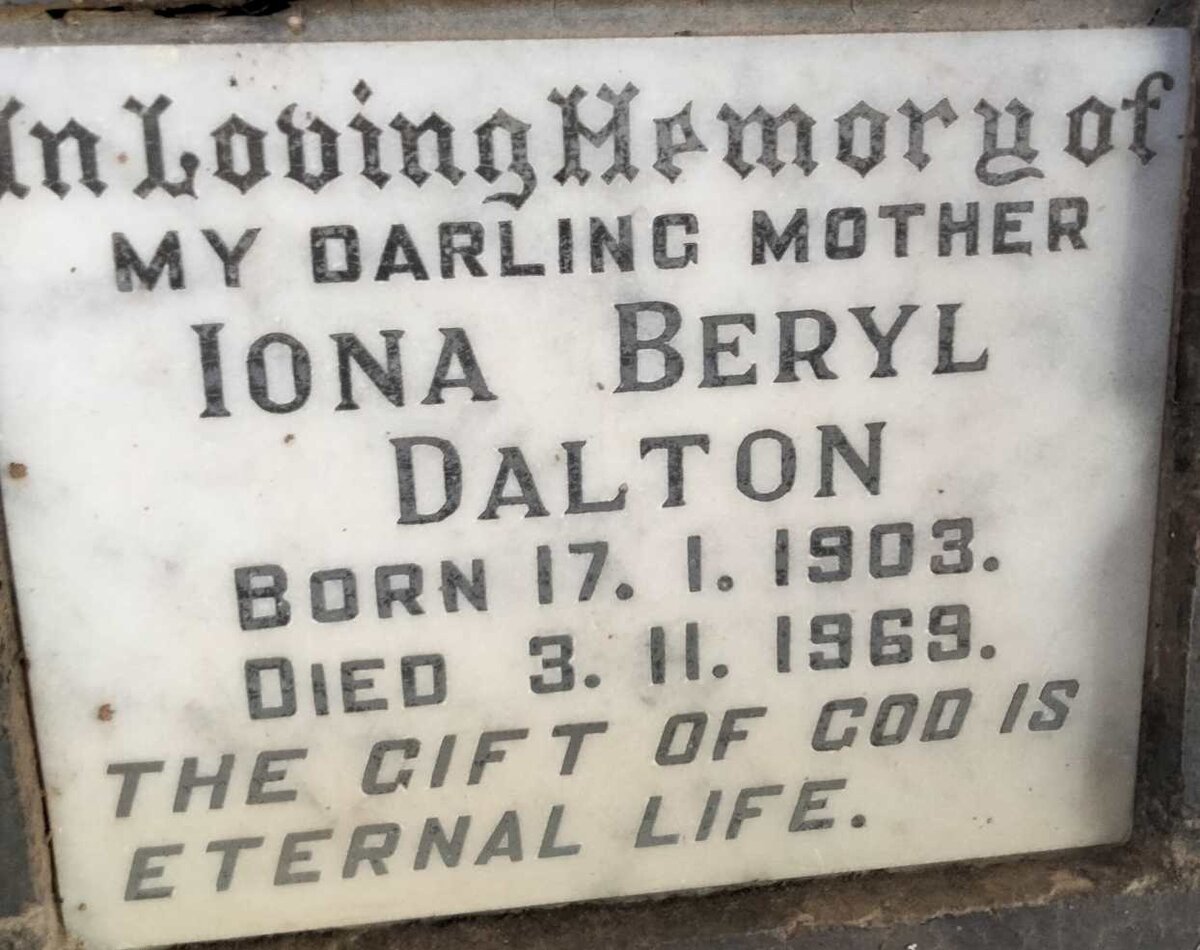 In Loving Memory of
MY DARLING MOTHER
IONA BERYL
DALTON
BORN 17. 1. 1903.
DIED 3. 11. 1969.
THE GIFT OF GOD IS
ETERNAL LIFE.